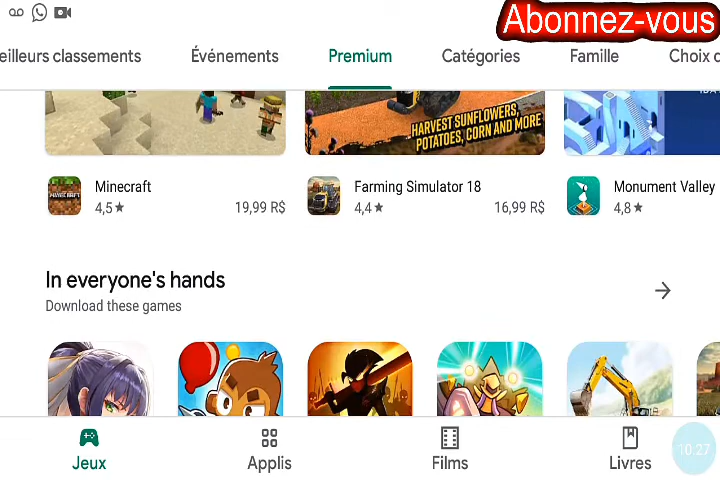 Abonnez-vous
eilleurs classements Événements Premium Catégories Famille Choix
HARVEST SUNFLOWERS,
POTATOES, CORN AND MORE
MINECRAFT
Minecraft
4,5★ 19,99 R$
Farming Simulator 18
4,4★ 16,99 R$
Monument Valley
4,8★
In everyone's hands
Download these games
Jeux Applis Films Livres
10.27